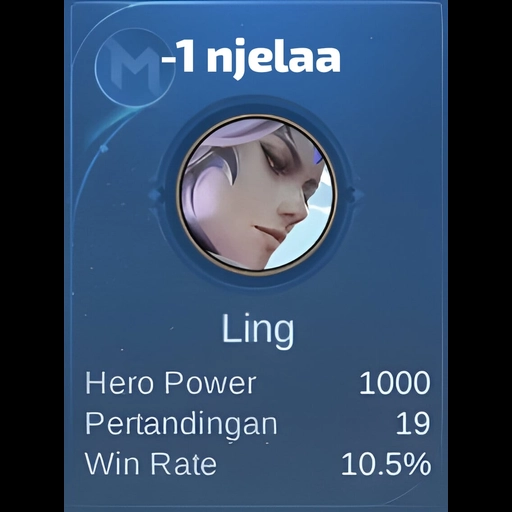 -1 njelaa
Ling
Hero Power 1000
Pertandingan 19
Win Rate 10.5%